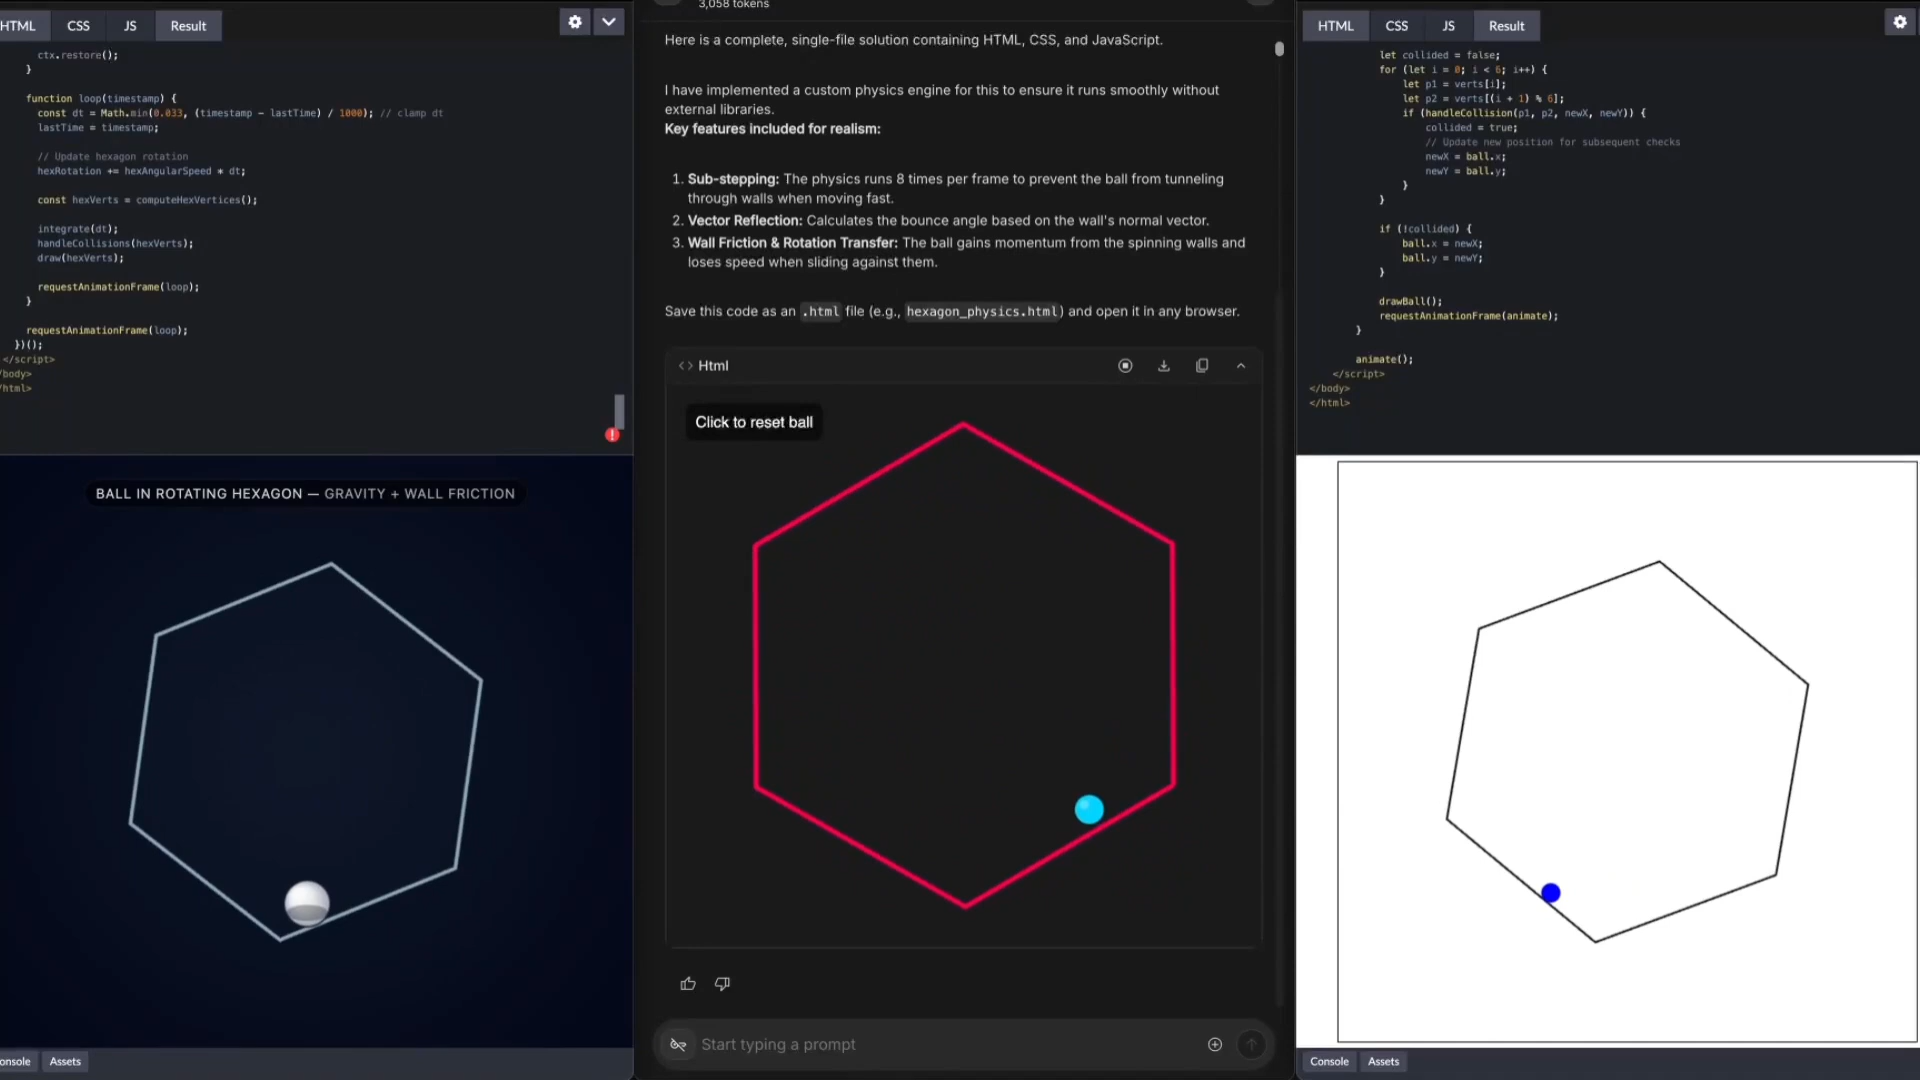 HTML CSS JS Result
ctx.restore();
}
function loop(timestamp) {
const dt = Math.min(0.033, (timestamp - lastTime) / 1000); // clamp dt
lastTime = timestamp;
// Update hexagon rotation
hexRotation += hexAngularSpeed * dt;
const hexVerts = computeHexVertices();
integrate(dt);
handleCollisions(hexVerts);
draw(hexVerts);
requestAnimationFrame(loop);
}
requestAnimationFrame(loop);
})();
</script>
/body>
/html>
BALL IN ROTATING HEXAGON — GRAVITY + WALL FRICTION
onsole Assets
3,058 tokens
Here is a complete, single-file solution containing HTML, CSS, and JavaScript.
I have implemented a custom physics engine for this to ensure it runs smoothly without
external libraries.
Key features included for realism:
1. Sub-stepping: The physics runs 8 times per frame to prevent the ball from tunneling
through walls when moving fast.
2. Vector Reflection: Calculates the bounce angle based on the wall's normal vector.
3. Wall Friction & Rotation Transfer: The ball gains momentum from the spinning walls and
loses speed when sliding against them.
Save this code as an .html file (e.g., hexagon_physics.html) and open it in any browser.
<> Html
Click to reset ball
Start typing a prompt
HTML CSS JS Result
let collided = false;
for (let i = 0; i < 6; i++) {
let p1 = verts[i];
let p2 = verts[(i + 1) % 6];
if (handleCollision(p1, p2, newX, newY)) {
collided = true;
// Update new position for subsequent checks
newX = ball.x;
newY = ball.y;
}
}
if (!collided) {
ball.x = newX;
ball.y = newY;
}
drawBall();
requestAnimationFrame(animate);
}
animate();
</script>
</body>
</html>
Console Assets